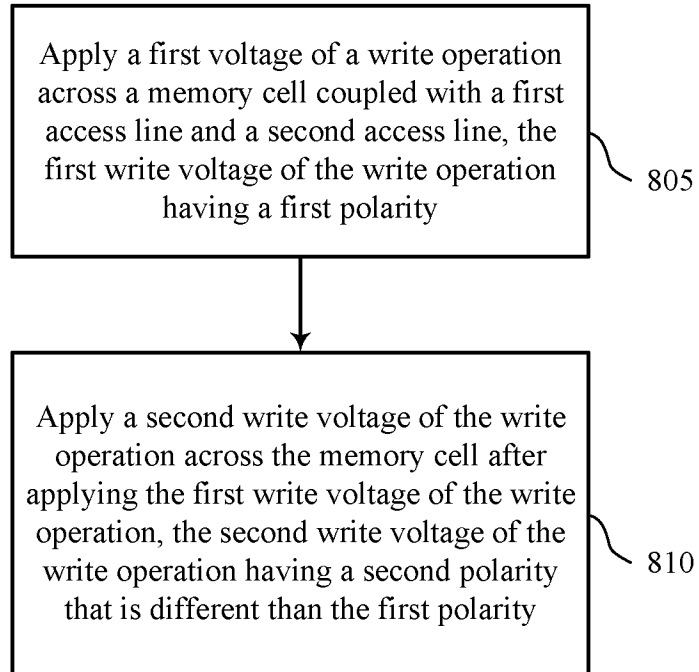 Apply a first voltage of a write operation
across a memory cell coupled with a first
access line and a second access line, the
first write voltage of the write operation
having a first polarity
805
Apply a second write voltage of the write
operation across the memory cell after
applying the first write voltage of the write
operation, the second write voltage of the
write operation having a second polarity
that is different than the first polarity
810